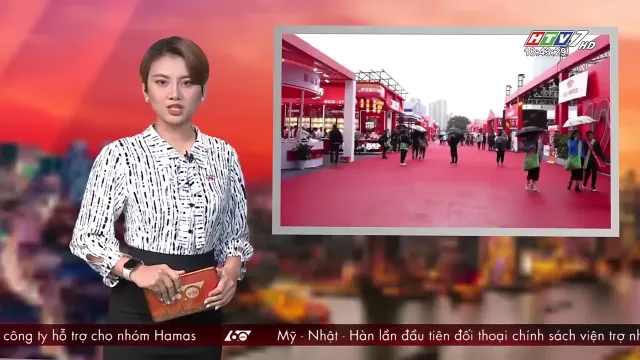 HTV7 HD
18:43:29
công ty hỗ trợ cho nhóm Hamas 60 Mỹ - Nhật - Hàn lần đầu tiên đối thoại chính sách viện trợ nh